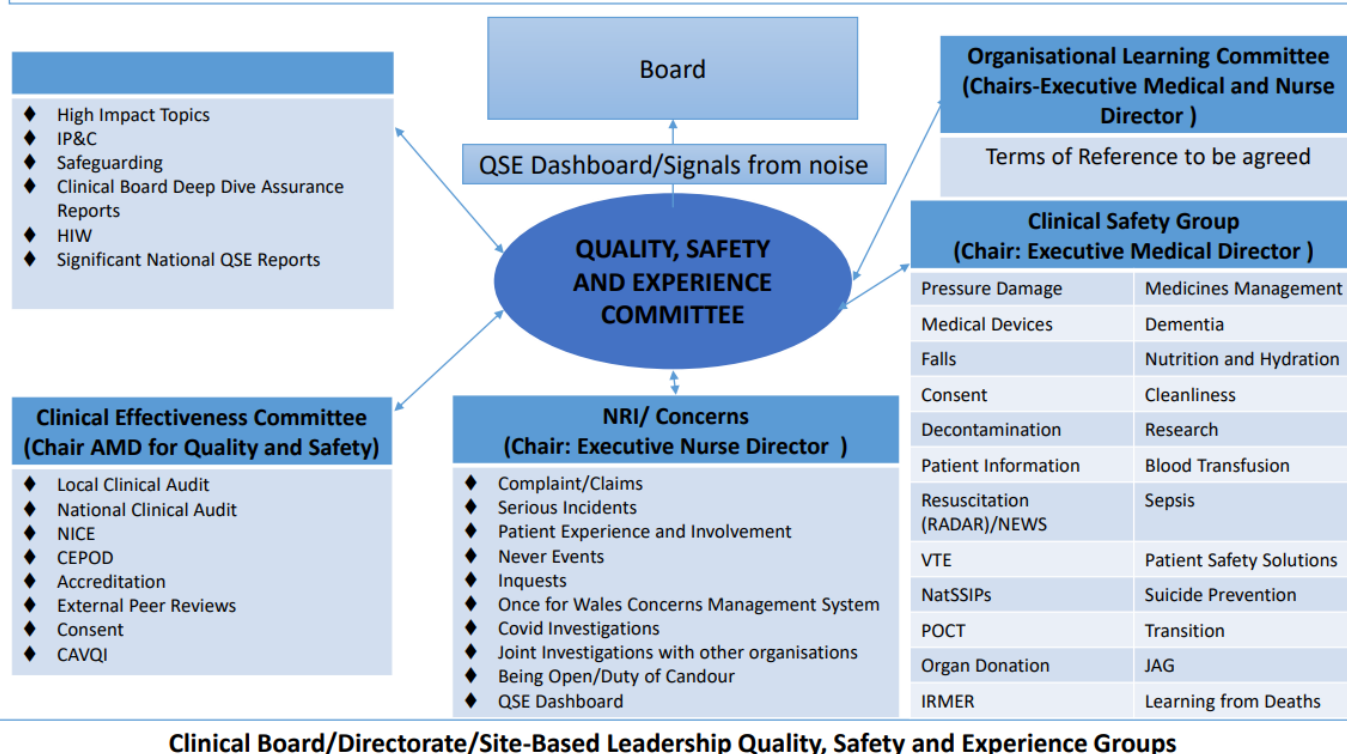 Board
QSE Dashboard/Signals from noise
QUALITY, SAFETY
AND EXPERIENCE
COMMITTEE
♦ High Impact Topics
♦ IP&C
♦ Safeguarding
♦ Clinical Board Deep Dive Assurance
Reports
♦ HIW
♦ Significant National QSE Reports
Organisational Learning Committee
(Chairs-Executive Medical and Nurse
Director )
Terms of Reference to be agreed
Clinical Safety Group
(Chair: Executive Medical Director )
Pressure Damage Medicines Management
Medical Devices Dementia
Falls Nutrition and Hydration
Consent Cleanliness
Decontamination Research
Patient Information Blood Transfusion
Resuscitation Sepsis
(RADAR)/NEWS
VTE Patient Safety Solutions
NatSSIPs Suicide Prevention
POCT Transition
Organ Donation JAG
IRMER Learning from Deaths
Clinical Effectiveness Committee
(Chair AMD for Quality and Safety)
♦ Local Clinical Audit
♦ National Clinical Audit
♦ NICE
♦ CEPOD
♦ Accreditation
♦ External Peer Reviews
♦ Consent
♦ CAVQI
NRI/ Concerns
(Chair: Executive Nurse Director )
♦ Complaint/Claims
♦ Serious Incidents
♦ Patient Experience and Involvement
♦ Never Events
♦ Inquests
♦ Once for Wales Concerns Management System
♦ Covid Investigations
♦ Joint Investigations with other organisations
♦ Being Open/Duty of Candour
♦ QSE Dashboard
Clinical Board/Directorate/Site-Based Leadership Quality, Safety and Experience Groups